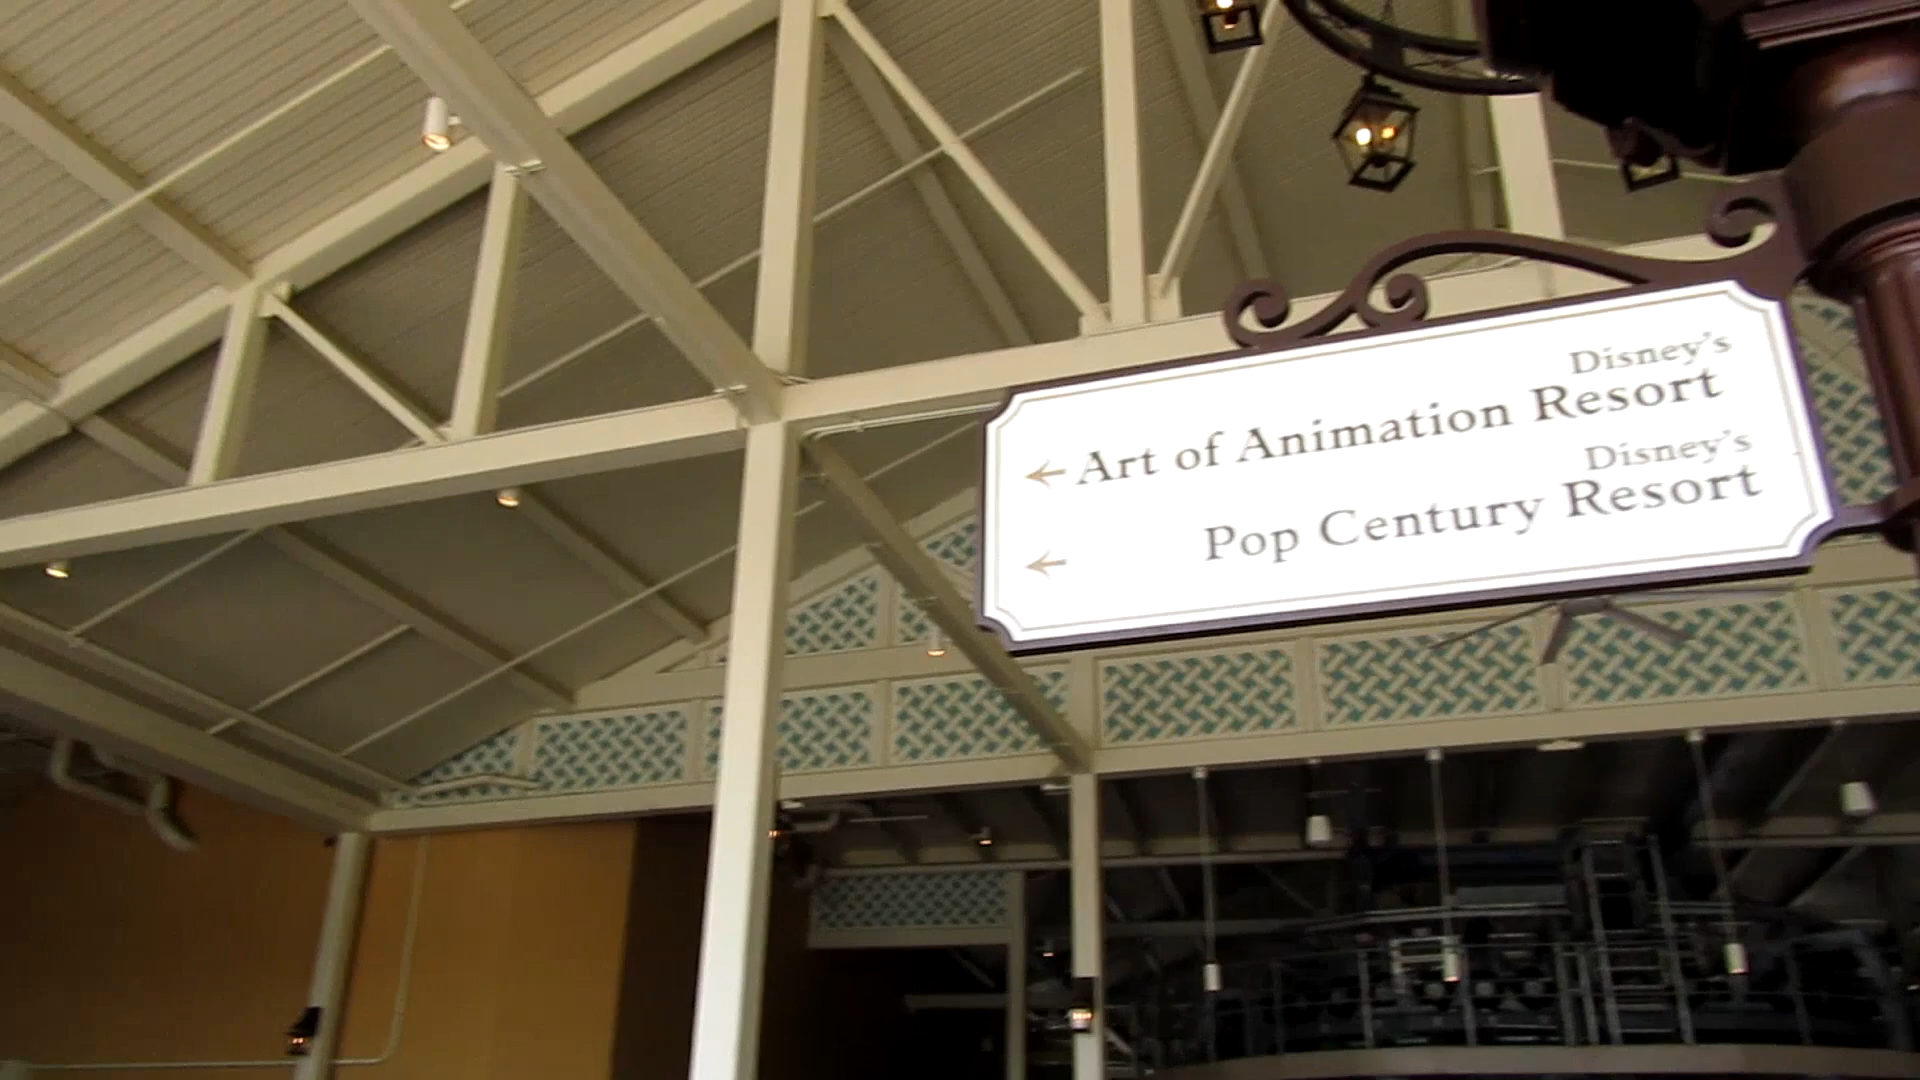 Disney's
← Art of Animation Resort
Disney's
← Pop Century Resort